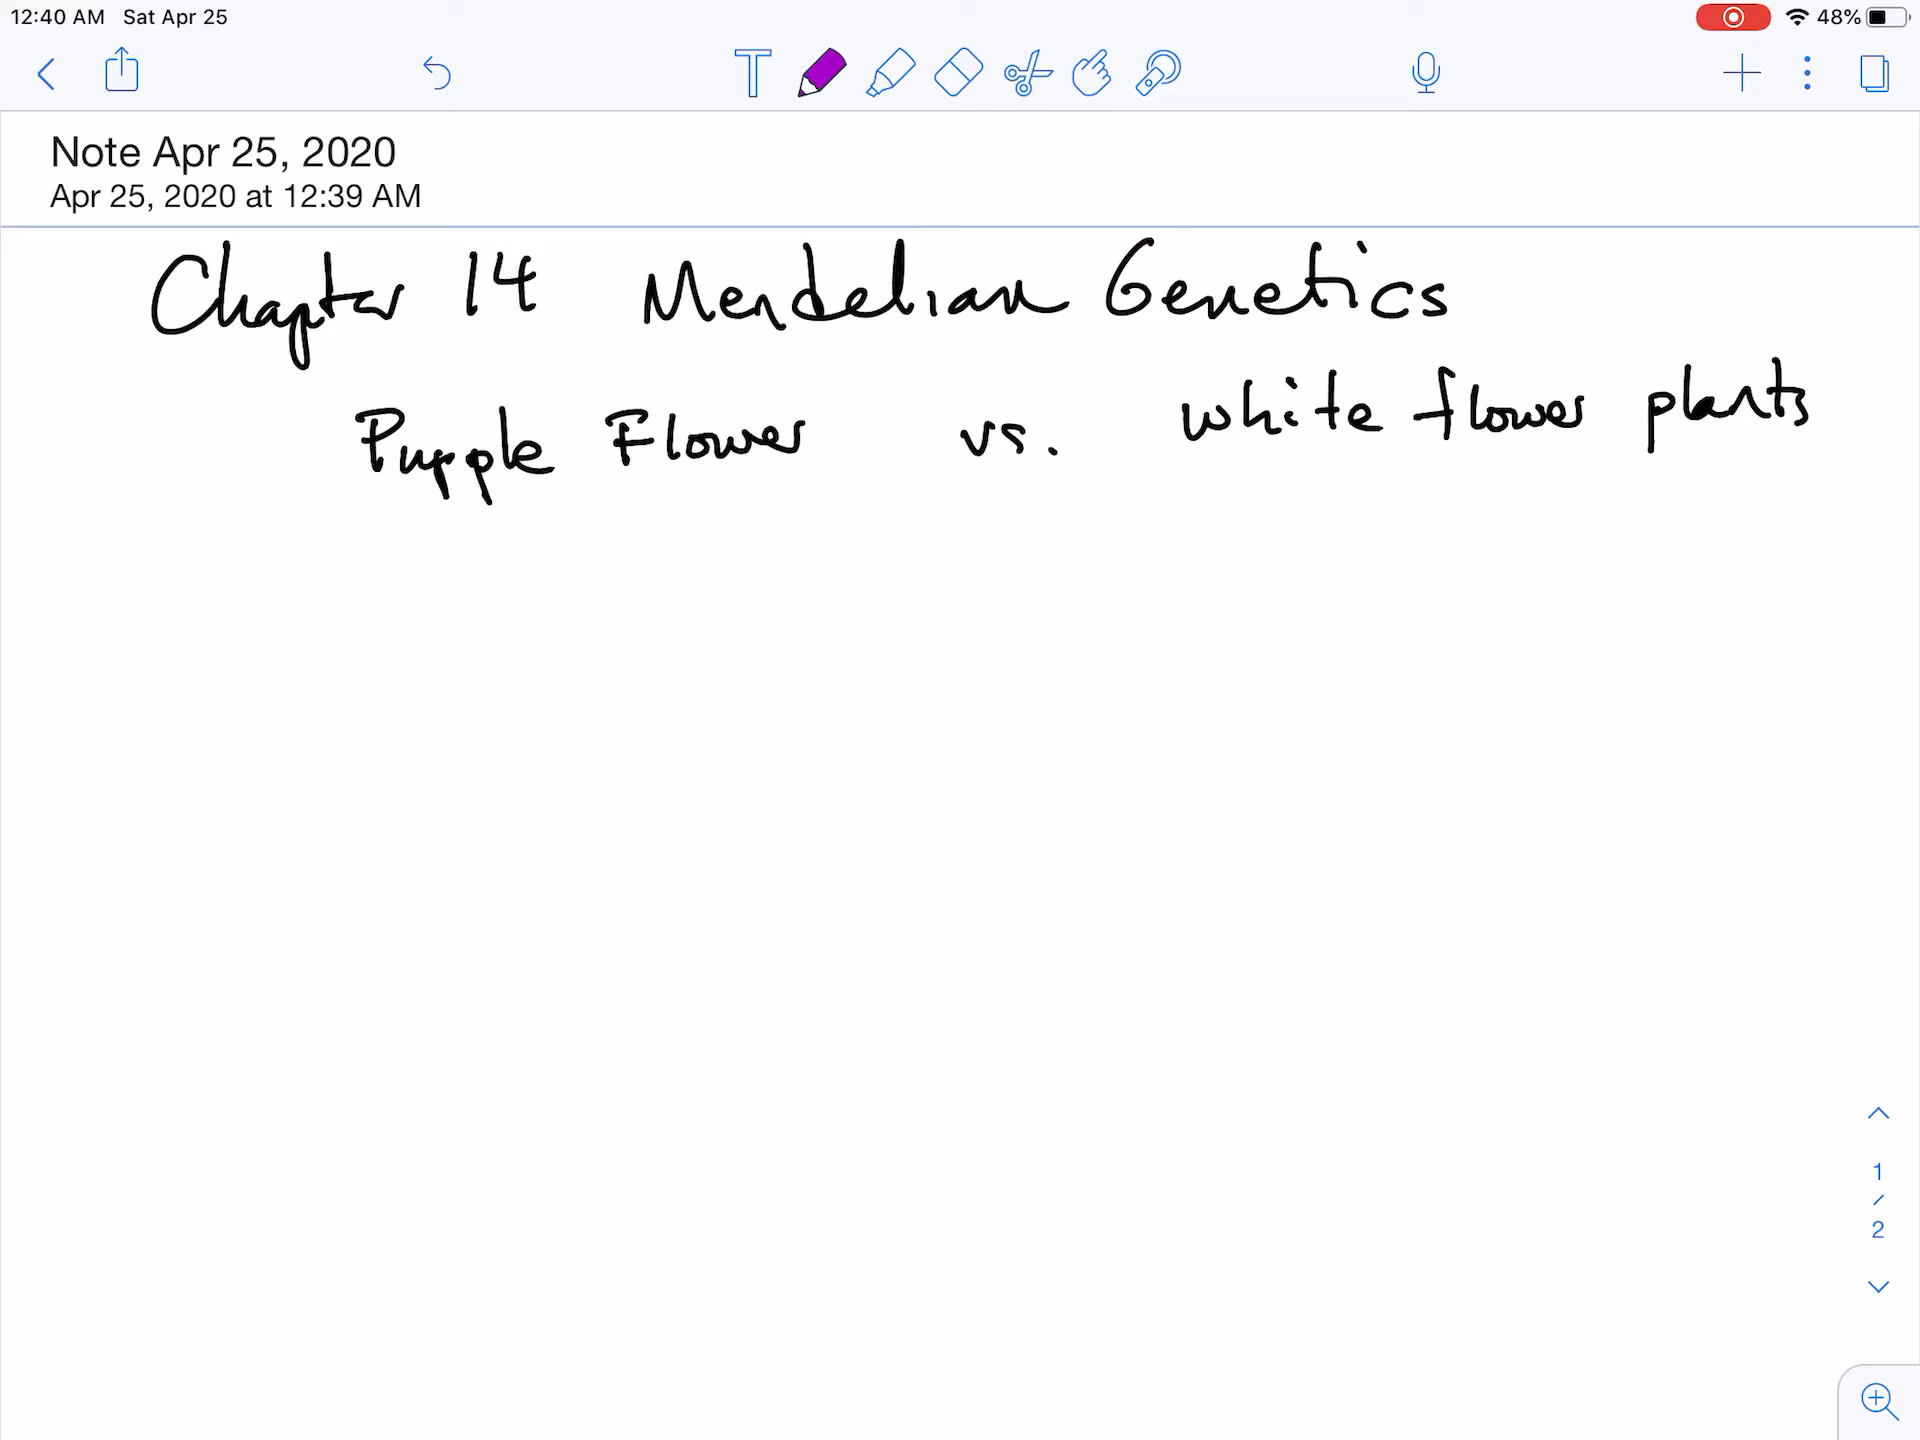 12:40 AM Sat Apr 25 48%
T
Note Apr 25, 2020
Apr 25, 2020 at 12:39 AM
Chapter 14 Mendelian Genetics
Purple Flower vs. white flower plants
1
/
2